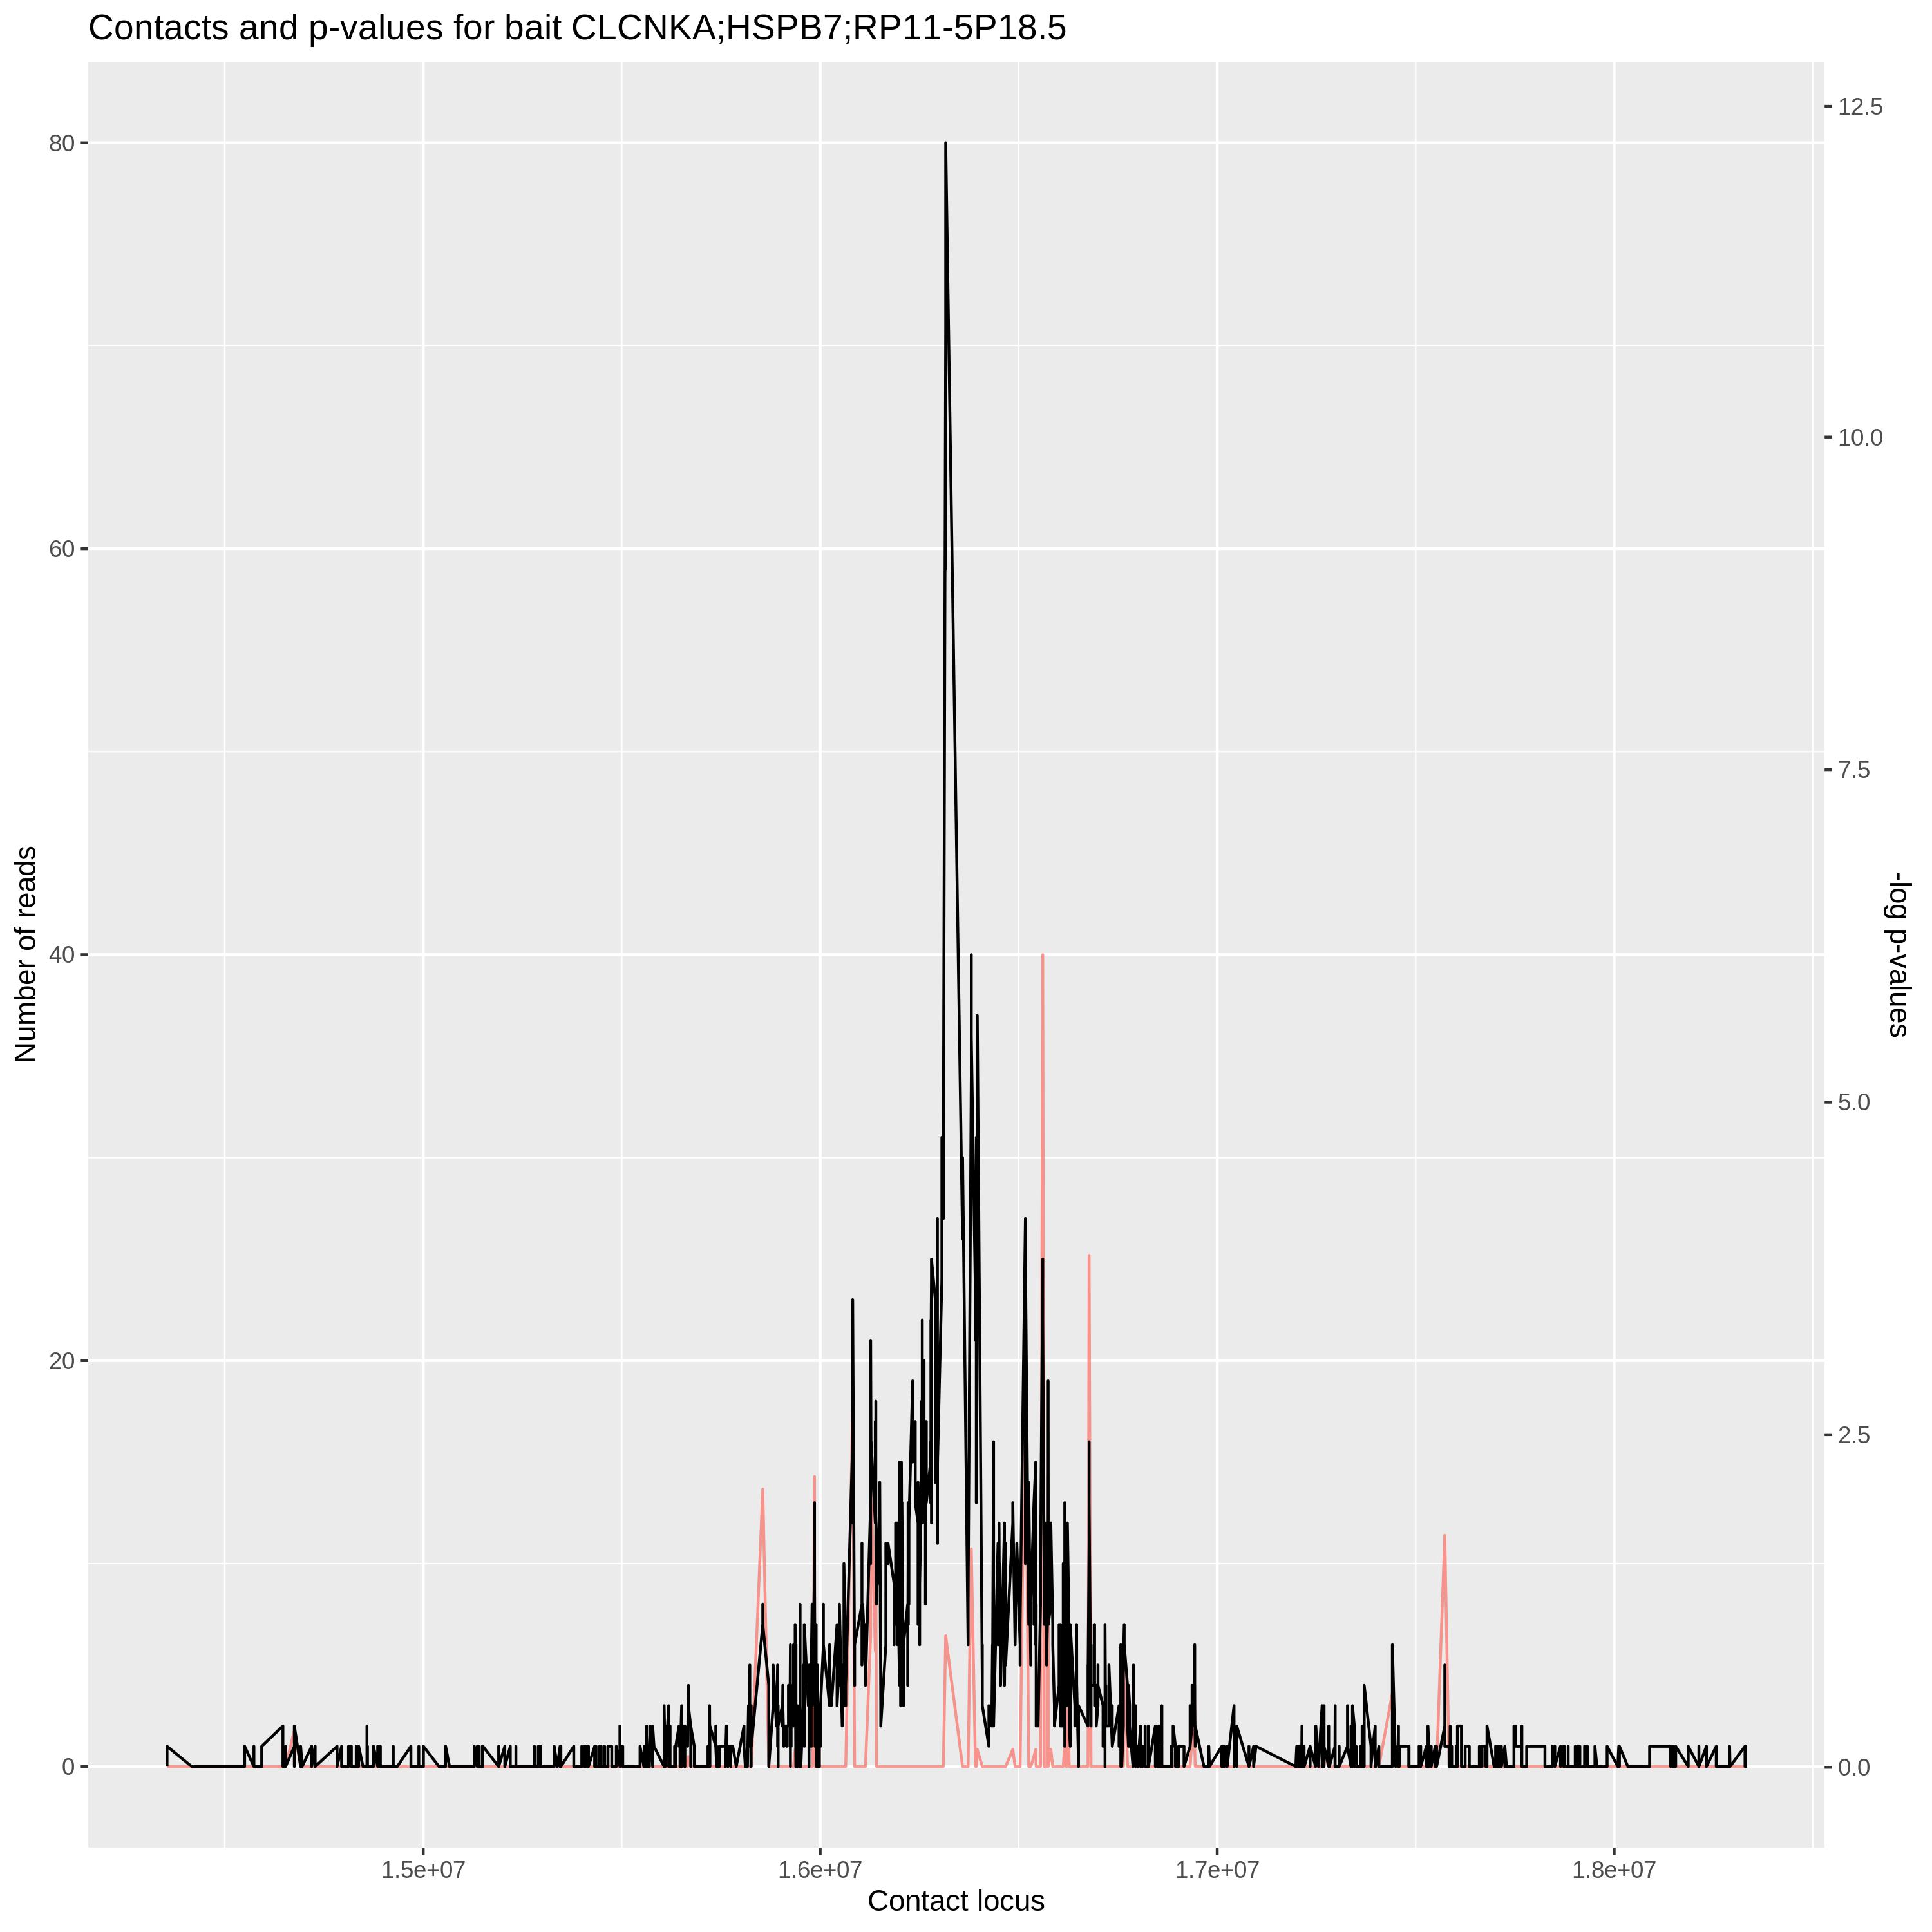 Contacts and p-values for bait CLCNKA;HSPB7;RP11-5P18.5
80
60
40
20
0
Number of reads
12.5
10.0
7.5
5.0
2.5
0.0
-log p-values
1.5e+07
1.6e+07
1.7e+07
1.8e+07
Contact locus